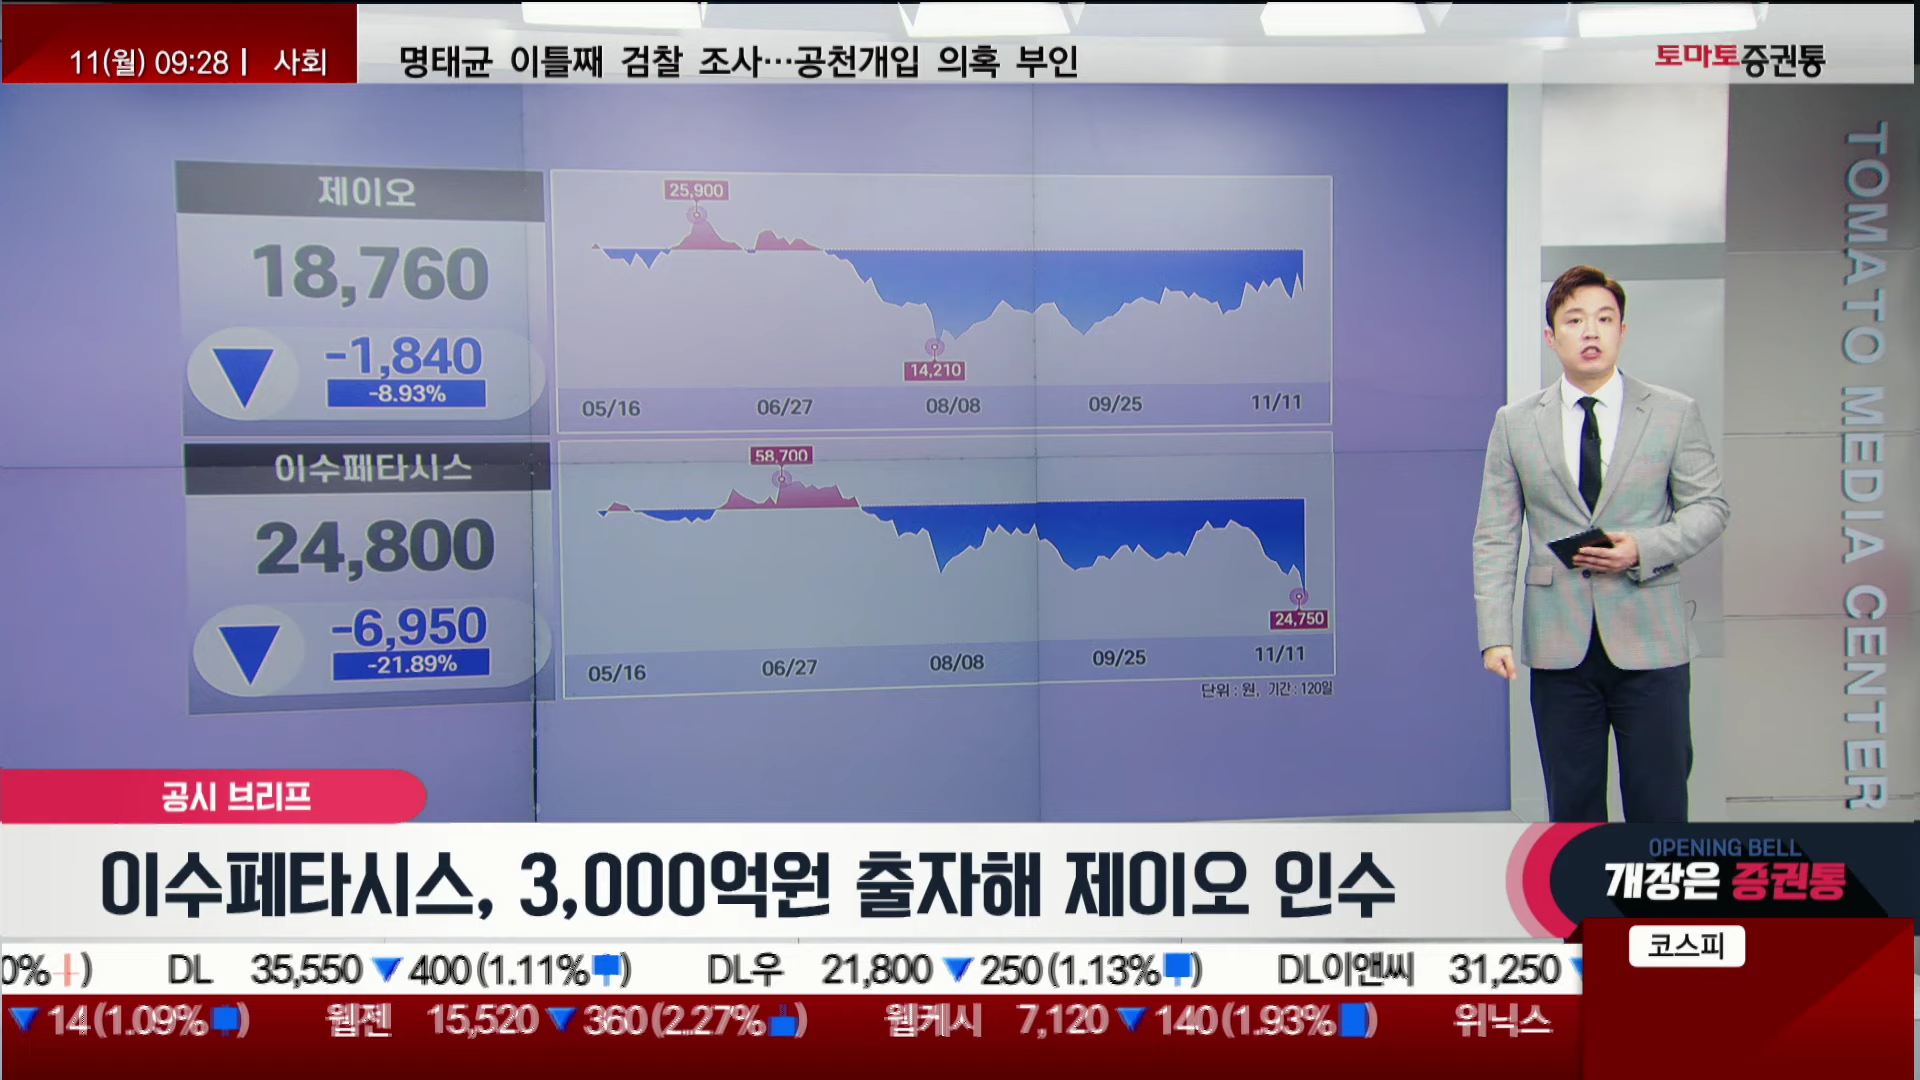 11(월) 09:28 | 사회
명태균 이틀째 검찰 조사…공천개입 의혹 부인
토마토증권통
TOMATO MEDIA CENTER
제이오
18,760
▼ -1,840
-8.93%
25,900
14,210
05/16 06/27 08/08 09/25 11/11
이수페타시스
24,800
▼ -6,950
-21.89%
58,700
24,750
05/16 06/27 08/08 09/25 11/11
단위 : 원, 기간 : 120일
공시 브리프
이수페타시스, 3,000억원 출자해 제이오 인수
OPENING BELL
개장은 증권통
코스피
0% ) DL 35,550 ▼ 400 (1.11% ) DL우 21,800 ▼ 250 (1.13% ) DL이앤씨 31,250
▼ 14 (1.09% ) 웹젠 15,520 ▼ 360 (2.27% ) 웹케시 7,120 ▼ 140 (1.93% ) 위닉스